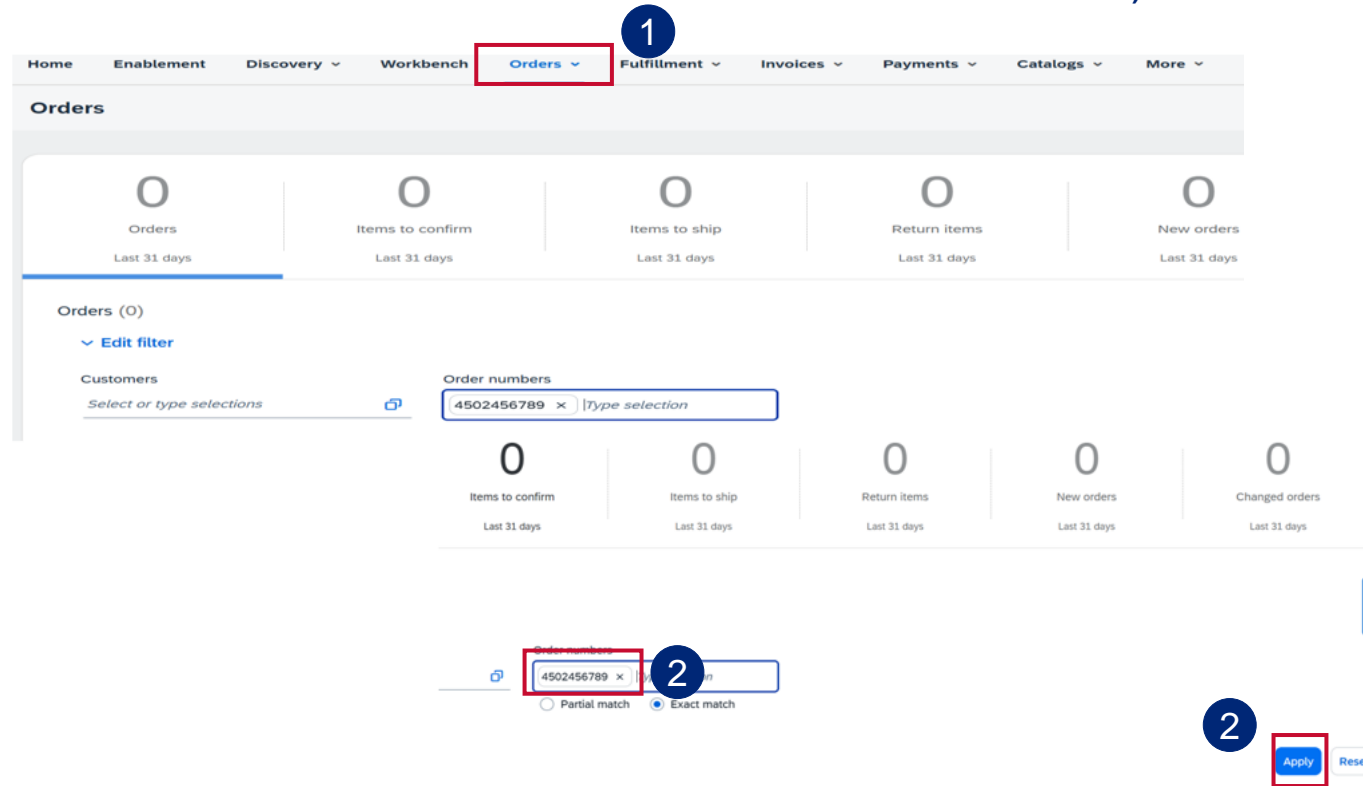 1
Home Enablement Discovery Workbench Orders Fulfillment Invoices Payments Catalogs More
Orders
0 0 0 0 0
Orders Items to confirm Items to ship Return items New orders
Last 31 days Last 31 days Last 31 days Last 31 days Last 31 days
Orders (0)
Edit filter
Customers Order numbers
Select or type selections 4502456789 × Type selection
0 0 0 0 0
Items to confirm Items to ship Return items New orders Changed orders
Last 31 days Last 31 days Last 31 days Last 31 days Last 31 days
Order numbers
4502456789 × 2
Partial match Exact match
2
Apply